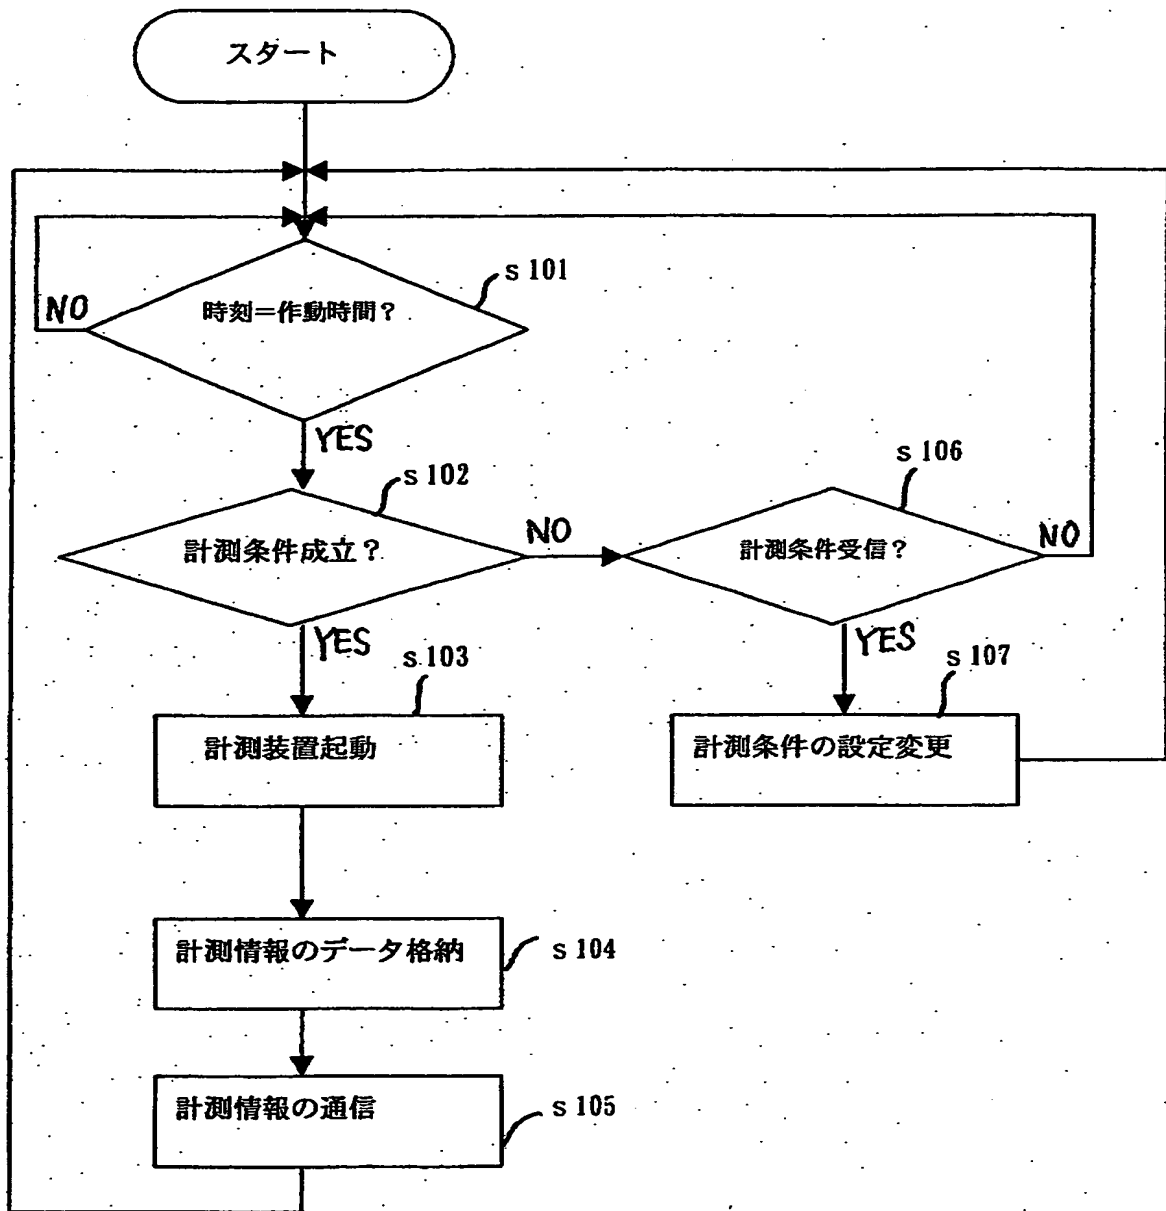 スタート
s 101
時刻＝作動時間？
NO
YES
s 102
s 106
計測条件成立？
NO
計測条件受信？
NO
YES
YES
s 103
s 107
計測装置起動
計測条件の設定変更
計測情報のデータ格納
s 104
計測情報の通信
s 105